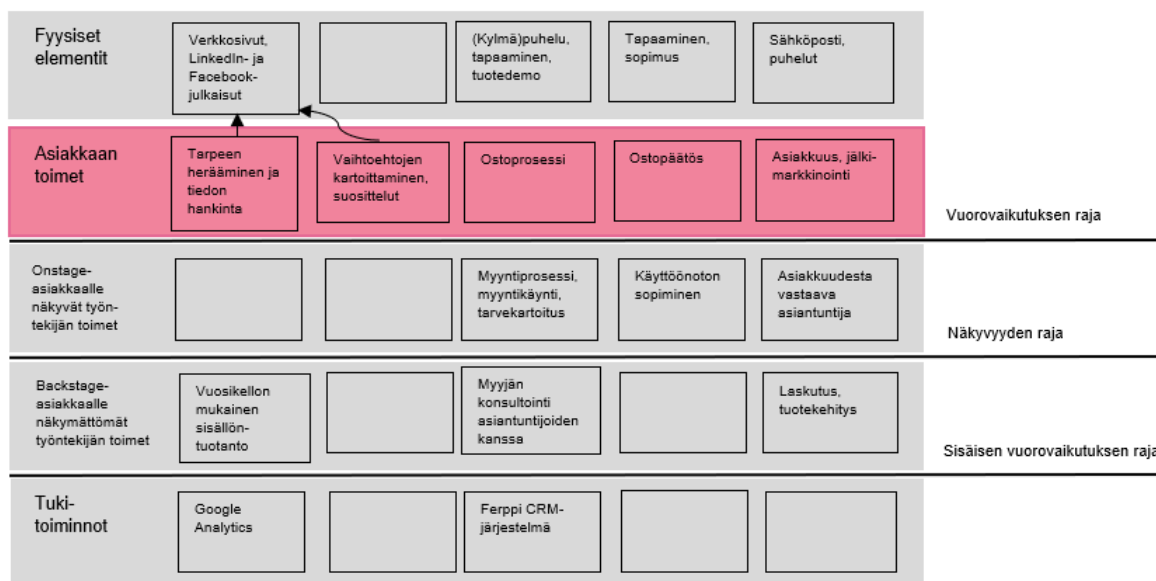 Fyysiset
elementit
Verkkosivut,
LinkedIn- ja
Facebook-
julkaisut
(Kylmä)puhelu,
tapaaminen,
tuotedemo
Tapaaminen,
sopimus
Sähköposti,
puhelut
Asiakkaan
toimet
Tarpeen
herääminen ja
tiedon
hankinta
Vaihtoehtojen
kartoittaminen,
suosittelut
Ostoprosessi
Ostopäätös
Asiakkuus, jälki-
markkinointi
Vuorovaikutuksen raja
Onstage-
asiakkaalle
näkyvät työn-
tekijän toimet
Myyntiprosessi,
myyntikäynti,
tarvekartoitus
Käyttöönoton
sopiminen
Asiakkuudesta
vastaava
asiantuntija
Näkyvyyden raja
Backstage-
asiakkaalle
näkymättömät
työntekijän toimet
Vuosikellon
mukainen
sisällön-
tuotanto
Myyjän
konsultointi
asiantuntijoiden
kanssa
Laskutus,
tuotekehitys
Sisäisen vuorovaikutuksen raja
Tuki-
toiminnot
Google
Analytics
Ferppi CRM-
järjestelmä